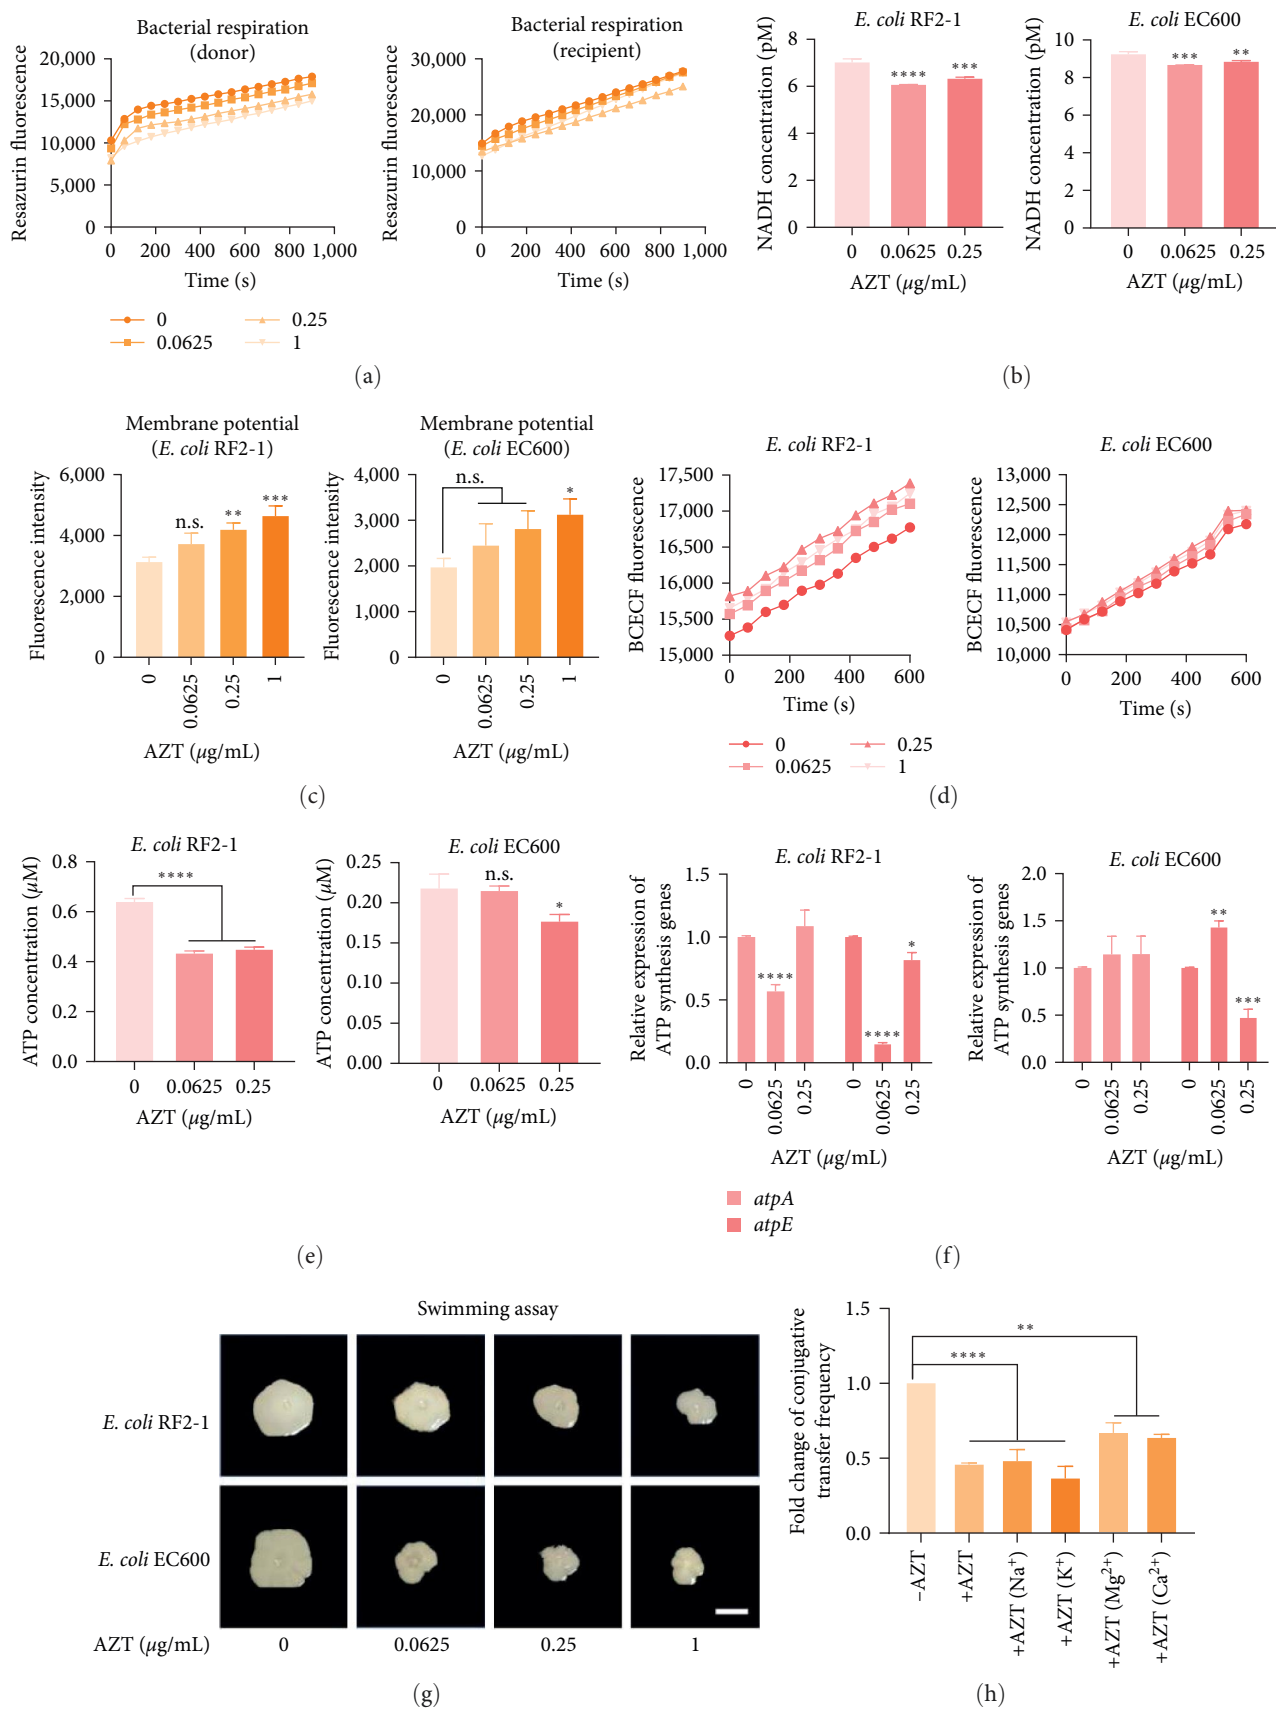 Bacterial respiration
(donor)
Resazurin fluorescence
20,000
15,000
10,000
5,000
0
0 200 400 600 800 1,000
Time (s)
Bacterial respiration
(recipient)
Resazurin fluorescence
30,000
20,000
10,000
0
0 200 400 600 800 1,000
Time (s)
0
0.0625
0.25
1
(a)
E. coli RF2-1
NADH concentration (pM)
8
6
4
2
0
****
***
0 0.0625 0.25
AZT (μg/mL)
E. coli EC600
NADH concentration (pM)
10
8
6
4
2
0
***
**
0 0.0625 0.25
AZT (μg/mL)
(b)
Membrane potential
(E. coli RF2-1)
Fluorescence intensity
6,000
4,000
2,000
0
n.s.
**
***
0 0.0625 0.25 1
AZT (μg/mL)
Membrane potential
(E. coli EC600)
Fluorescence intensity
4,000
3,000
2,000
1,000
0
n.s.
*
0 0.0625 0.25 1
AZT (μg/mL)
(c)
E. coli RF2-1
BCECF fluorescence
17,500
17,000
16,500
16,000
15,500
15,000
0 200 400 600
Time (s)
E. coli EC600
BCECF fluorescence
13,000
12,500
12,000
11,500
11,000
10,500
10,000
0 200 400 600
Time (s)
0
0.0625
0.25
1
(d)
E. coli RF2-1
ATP concentration (μM)
0.8
0.6
0.4
0.2
0.0
****
0 0.0625 0.25
AZT (μg/mL)
E. coli EC600
ATP concentration (μM)
0.25
0.20
0.15
0.10
0.05
0.00
n.s.
*
0 0.0625 0.25
AZT (μg/mL)
(e)
E. coli RF2-1
Relative expression of
ATP synthesis genes
1.5
1.0
0.5
0.0
****
****
*
0 0.0625 0.25 0 0.0625 0.25
AZT (μg/mL)
E. coli EC600
Relative expression of
ATP synthesis genes
2.0
1.5
1.0
0.5
0.0
**
***
0 0.0625 0.25 0 0.0625 0.25
AZT (μg/mL)
atpA
atpE
(f)
Swimming assay
E. coli RF2-1
E. coli EC600
AZT (μg/mL) 0 0.0625 0.25 1
(g)
Fold change of conjugative
transfer frequency
1.5
1.0
0.5
0.0
****
**
−AZT
+AZT
+AZT (Na⁺)
+AZT (K⁺)
+AZT (Mg²⁺)
+AZT (Ca²⁺)
(h)